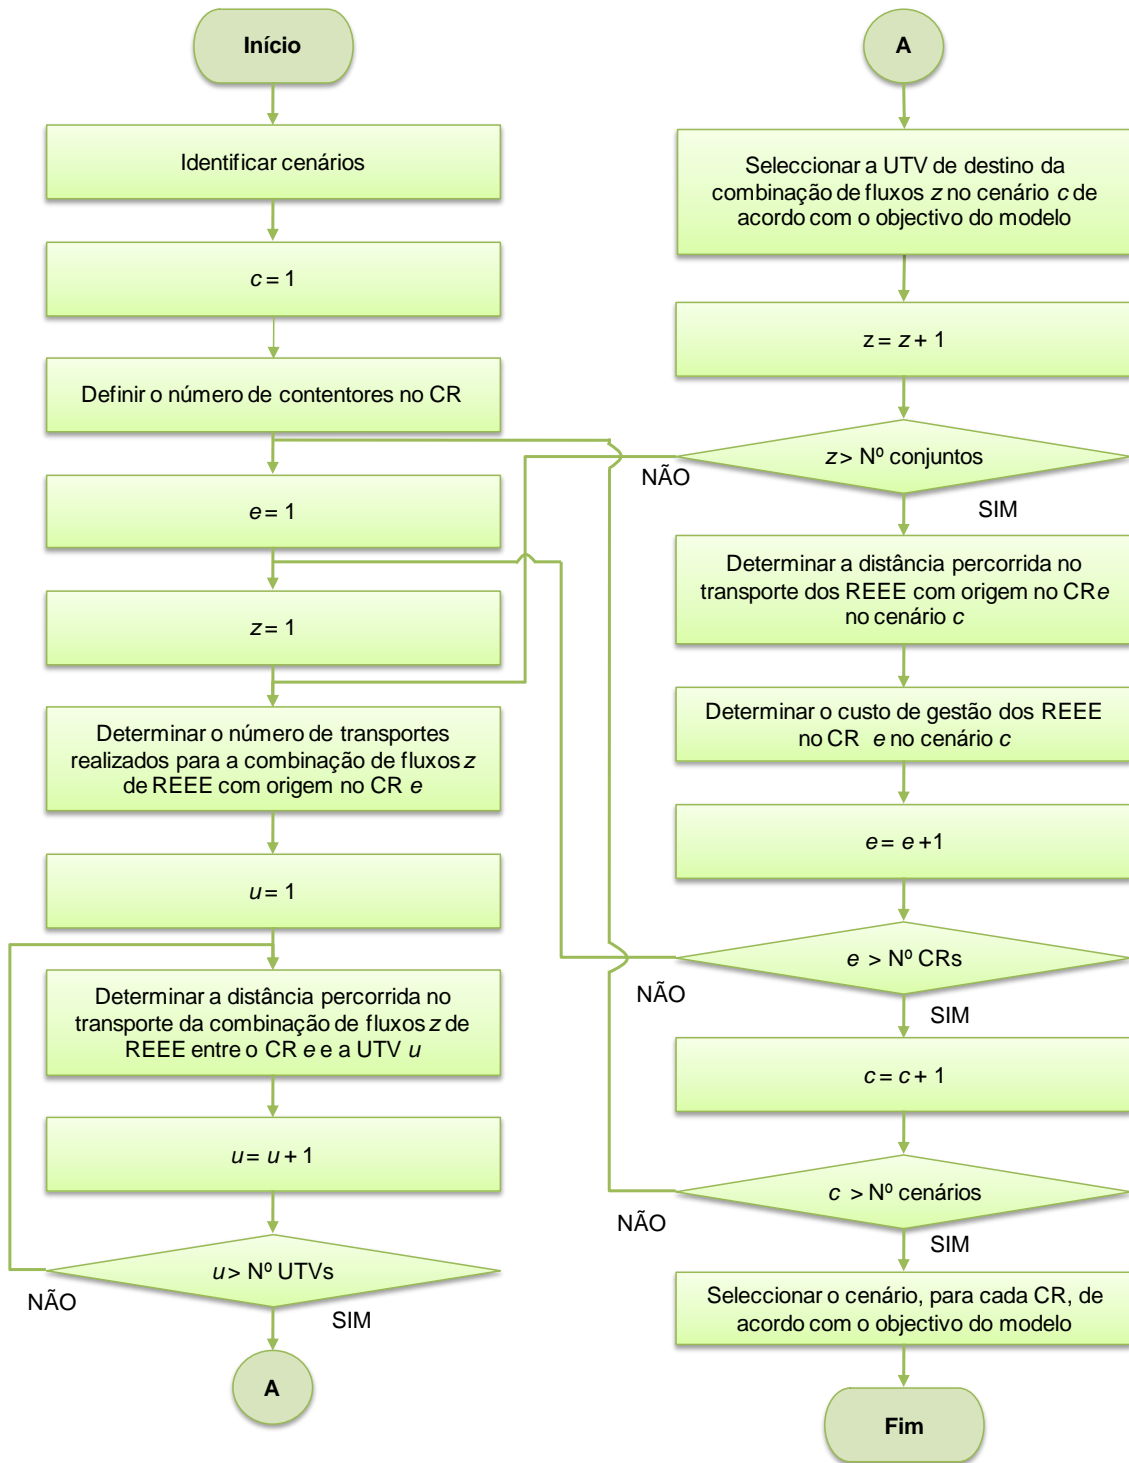 Início
Identificar cenários
c = 1
Definir o número de contentores no CR
e = 1
z = 1
Determinar o número de transportes
realizados para a combinação de fluxos z
de REEE com origem no CR e
u = 1
Determinar a distância percorrida no
transporte da combinação de fluxos z de
REEE entre o CR e e a UTV u
u = u + 1
u > Nº UTVs
NÃO
SIM
A
A
Seleccionar a UTV de destino da
combinação de fluxos z no cenário c de
acordo com o objectivo do modelo
z = z + 1
z > Nº conjuntos
NÃO
SIM
Determinar a distância percorrida no
transporte dos REEE com origem no CR e
no cenário c
Determinar o custo de gestão dos REEE
no CR e no cenário c
e = e +1
e > Nº CRs
NÃO
SIM
c = c + 1
c > Nº cenários
NÃO
SIM
Seleccionar o cenário, para cada CR, de
acordo com o objectivo do modelo
Fim